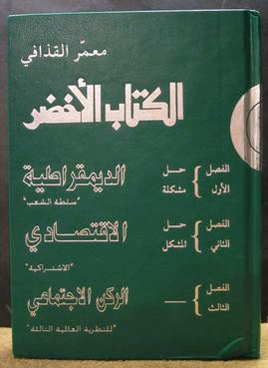 معمّر القذافي
الكتاب الأخضر
الفصل الأول } حل مشكلة الديمقراطية
"سلطة الشعب"
الفصل الثاني } حل المشكل الاقتصادي
"الاشتراكية"
الفصل الثالث } — الركن الاجتماعي
"للنظرية العالمية الثالثة"